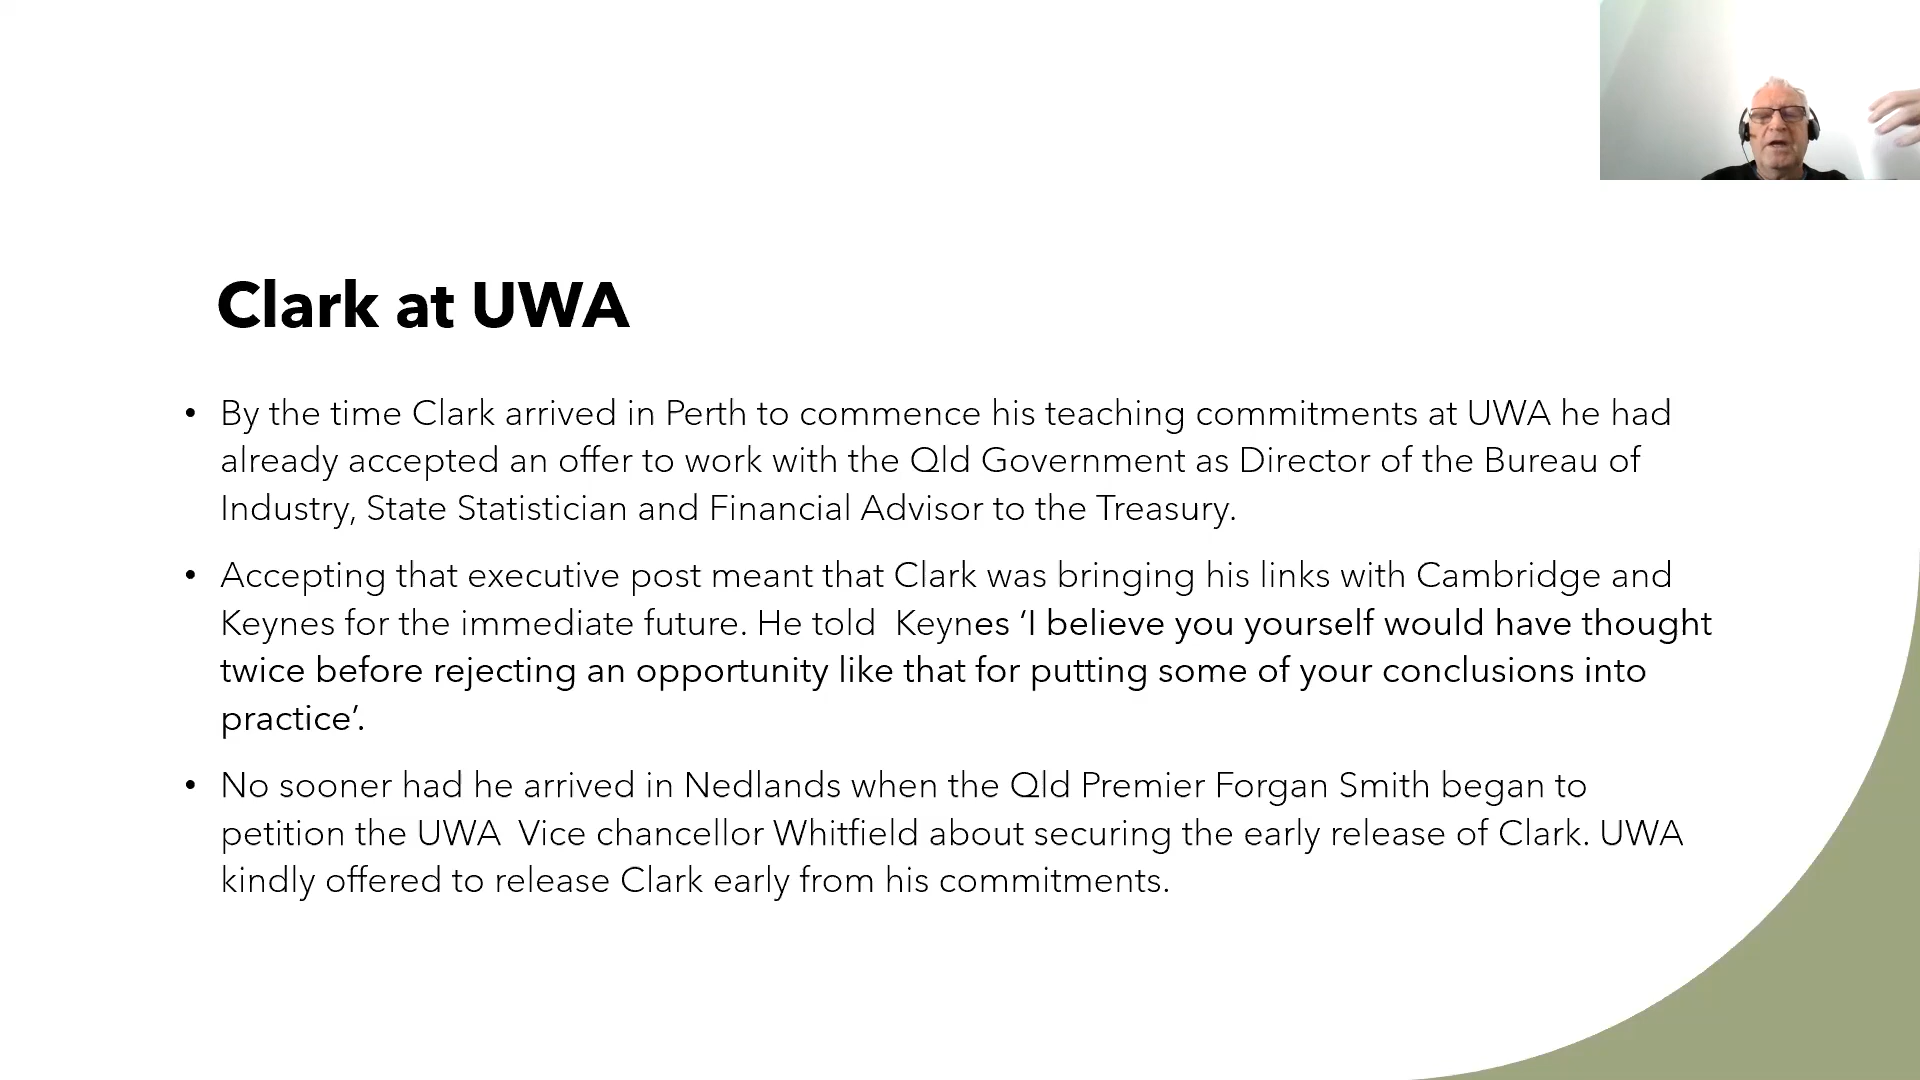 Clark at UWA
• By the time Clark arrived in Perth to commence his teaching commitments at UWA he had
already accepted an offer to work with the Qld Government as Director of the Bureau of
Industry, State Statistician and Financial Advisor to the Treasury.
• Accepting that executive post meant that Clark was bringing his links with Cambridge and
Keynes for the immediate future. He told  Keynes ‘I believe you yourself would have thought
twice before rejecting an opportunity like that for putting some of your conclusions into
practice’.
• No sooner had he arrived in Nedlands when the Qld Premier Forgan Smith began to
petition the UWA  Vice chancellor Whitfield about securing the early release of Clark. UWA
kindly offered to release Clark early from his commitments.